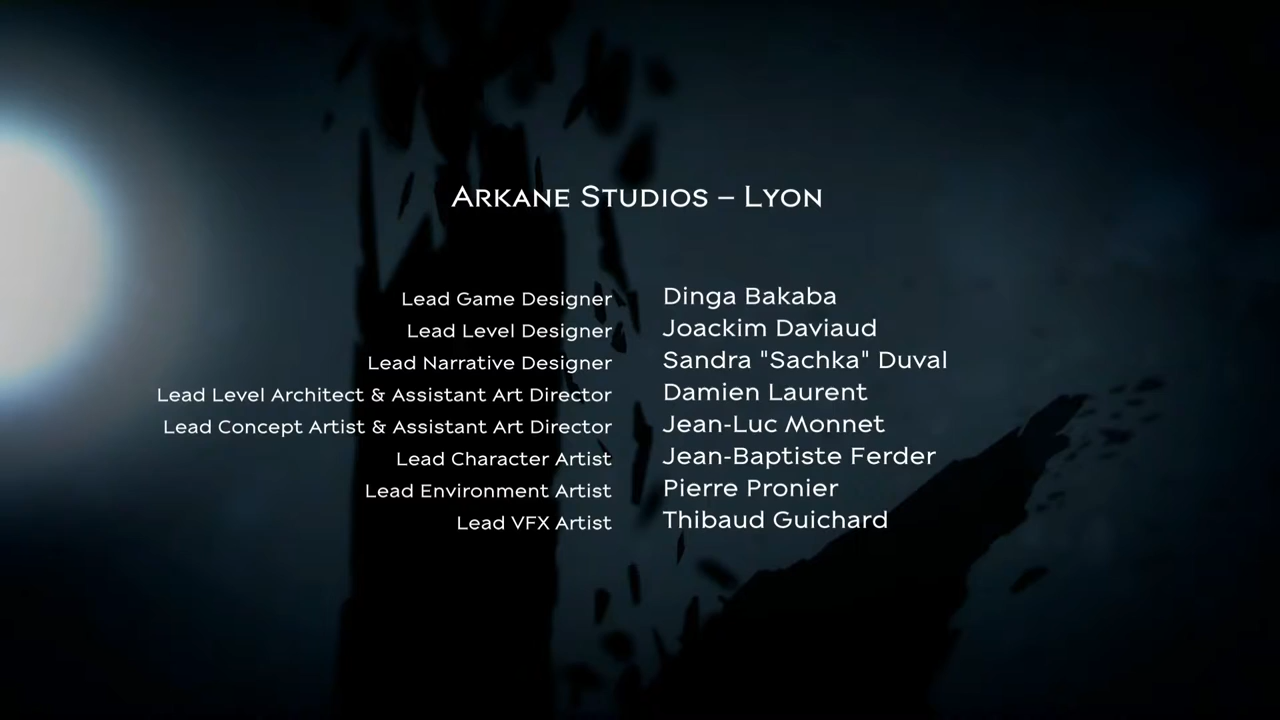 Arkane Studios – Lyon
Lead Game Designer Dinga Bakaba
Lead Level Designer Joackim Daviaud
Lead Narrative Designer Sandra "Sachka" Duval
Lead Level Architect & Assistant Art Director Damien Laurent
Lead Concept Artist & Assistant Art Director Jean-Luc Monnet
Lead Character Artist Jean-Baptiste Ferder
Lead Environment Artist Pierre Pronier
Lead VFX Artist Thibaud Guichard